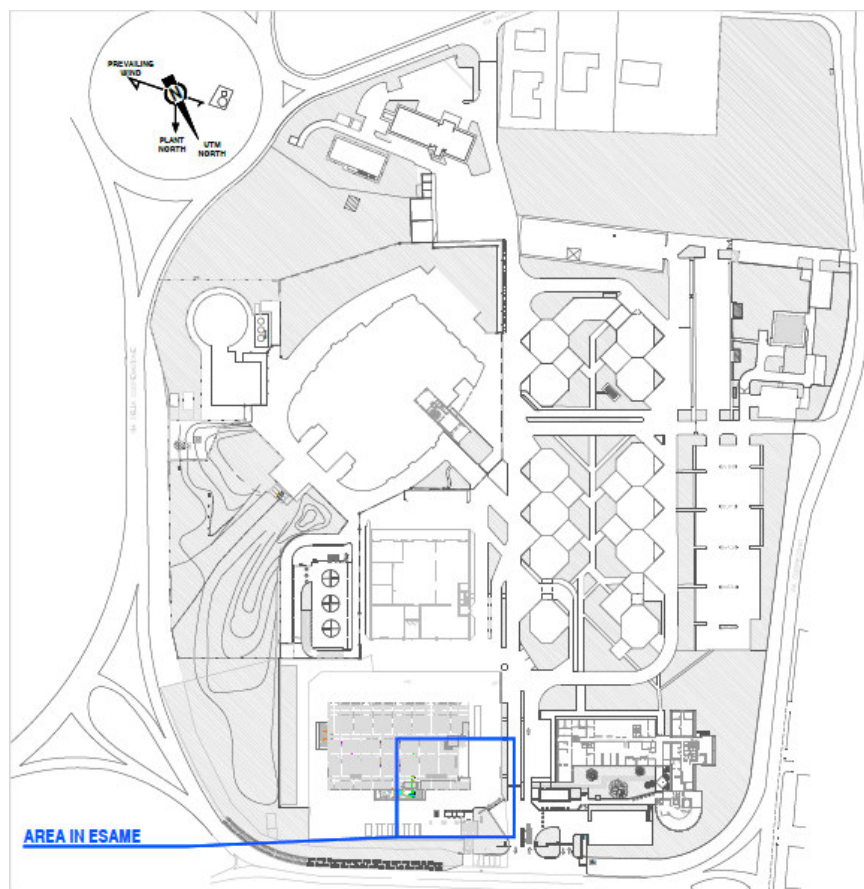 PREVAILING
WIND
N
PLANT
NORTH
UTM
NORTH
AREA IN ESAME